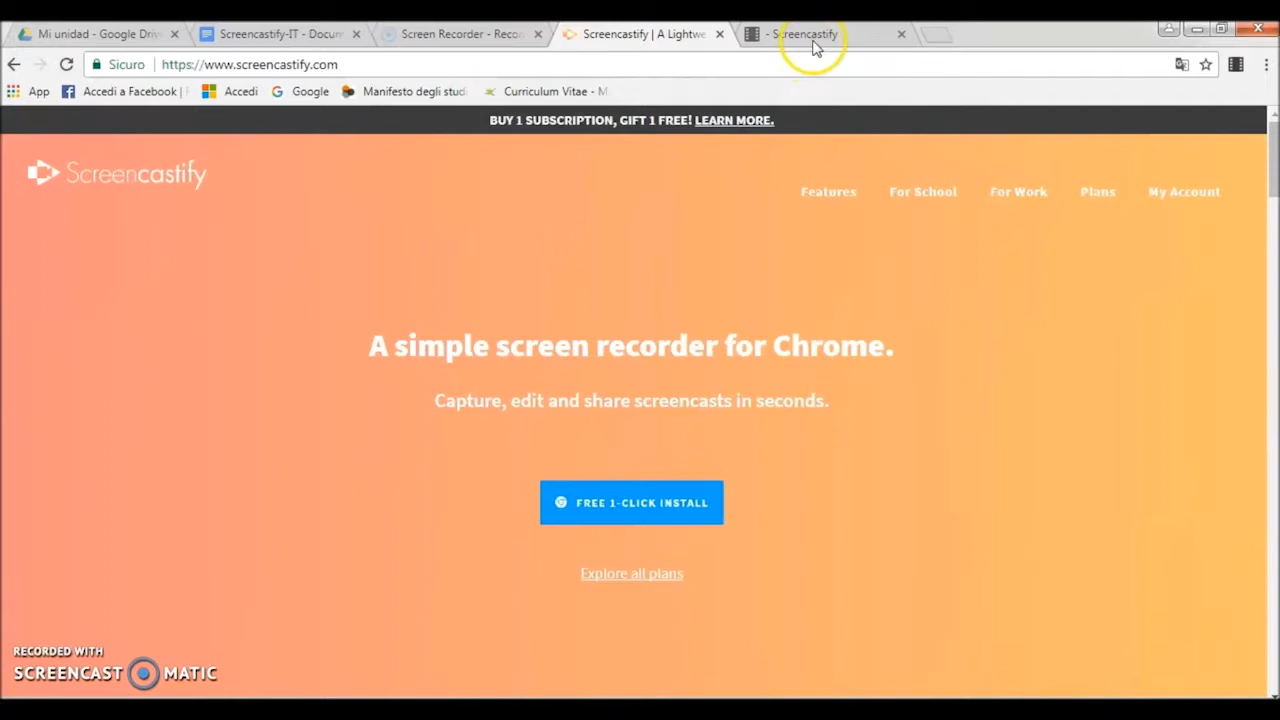 Mi unidad - Google Driv
Screencastify-IT - Docum
Screen Recorder - Reco
Screencastify | A Lightwe
- Screencastify
Sicuro
https://www.screencastify.com
App
Accedi a Facebook |
Accedi
Google
Manifesto degli stud
Curriculum Vitae - M
BUY 1 SUBSCRIPTION, GIFT 1 FREE! LEARN MORE.
Screencastify
Features
For School
For Work
Plans
My Account
A simple screen recorder for Chrome.
Capture, edit and share screencasts in seconds.
FREE 1-CLICK INSTALL
Explore all plans
RECORDED WITH
SCREENCAST MATIC